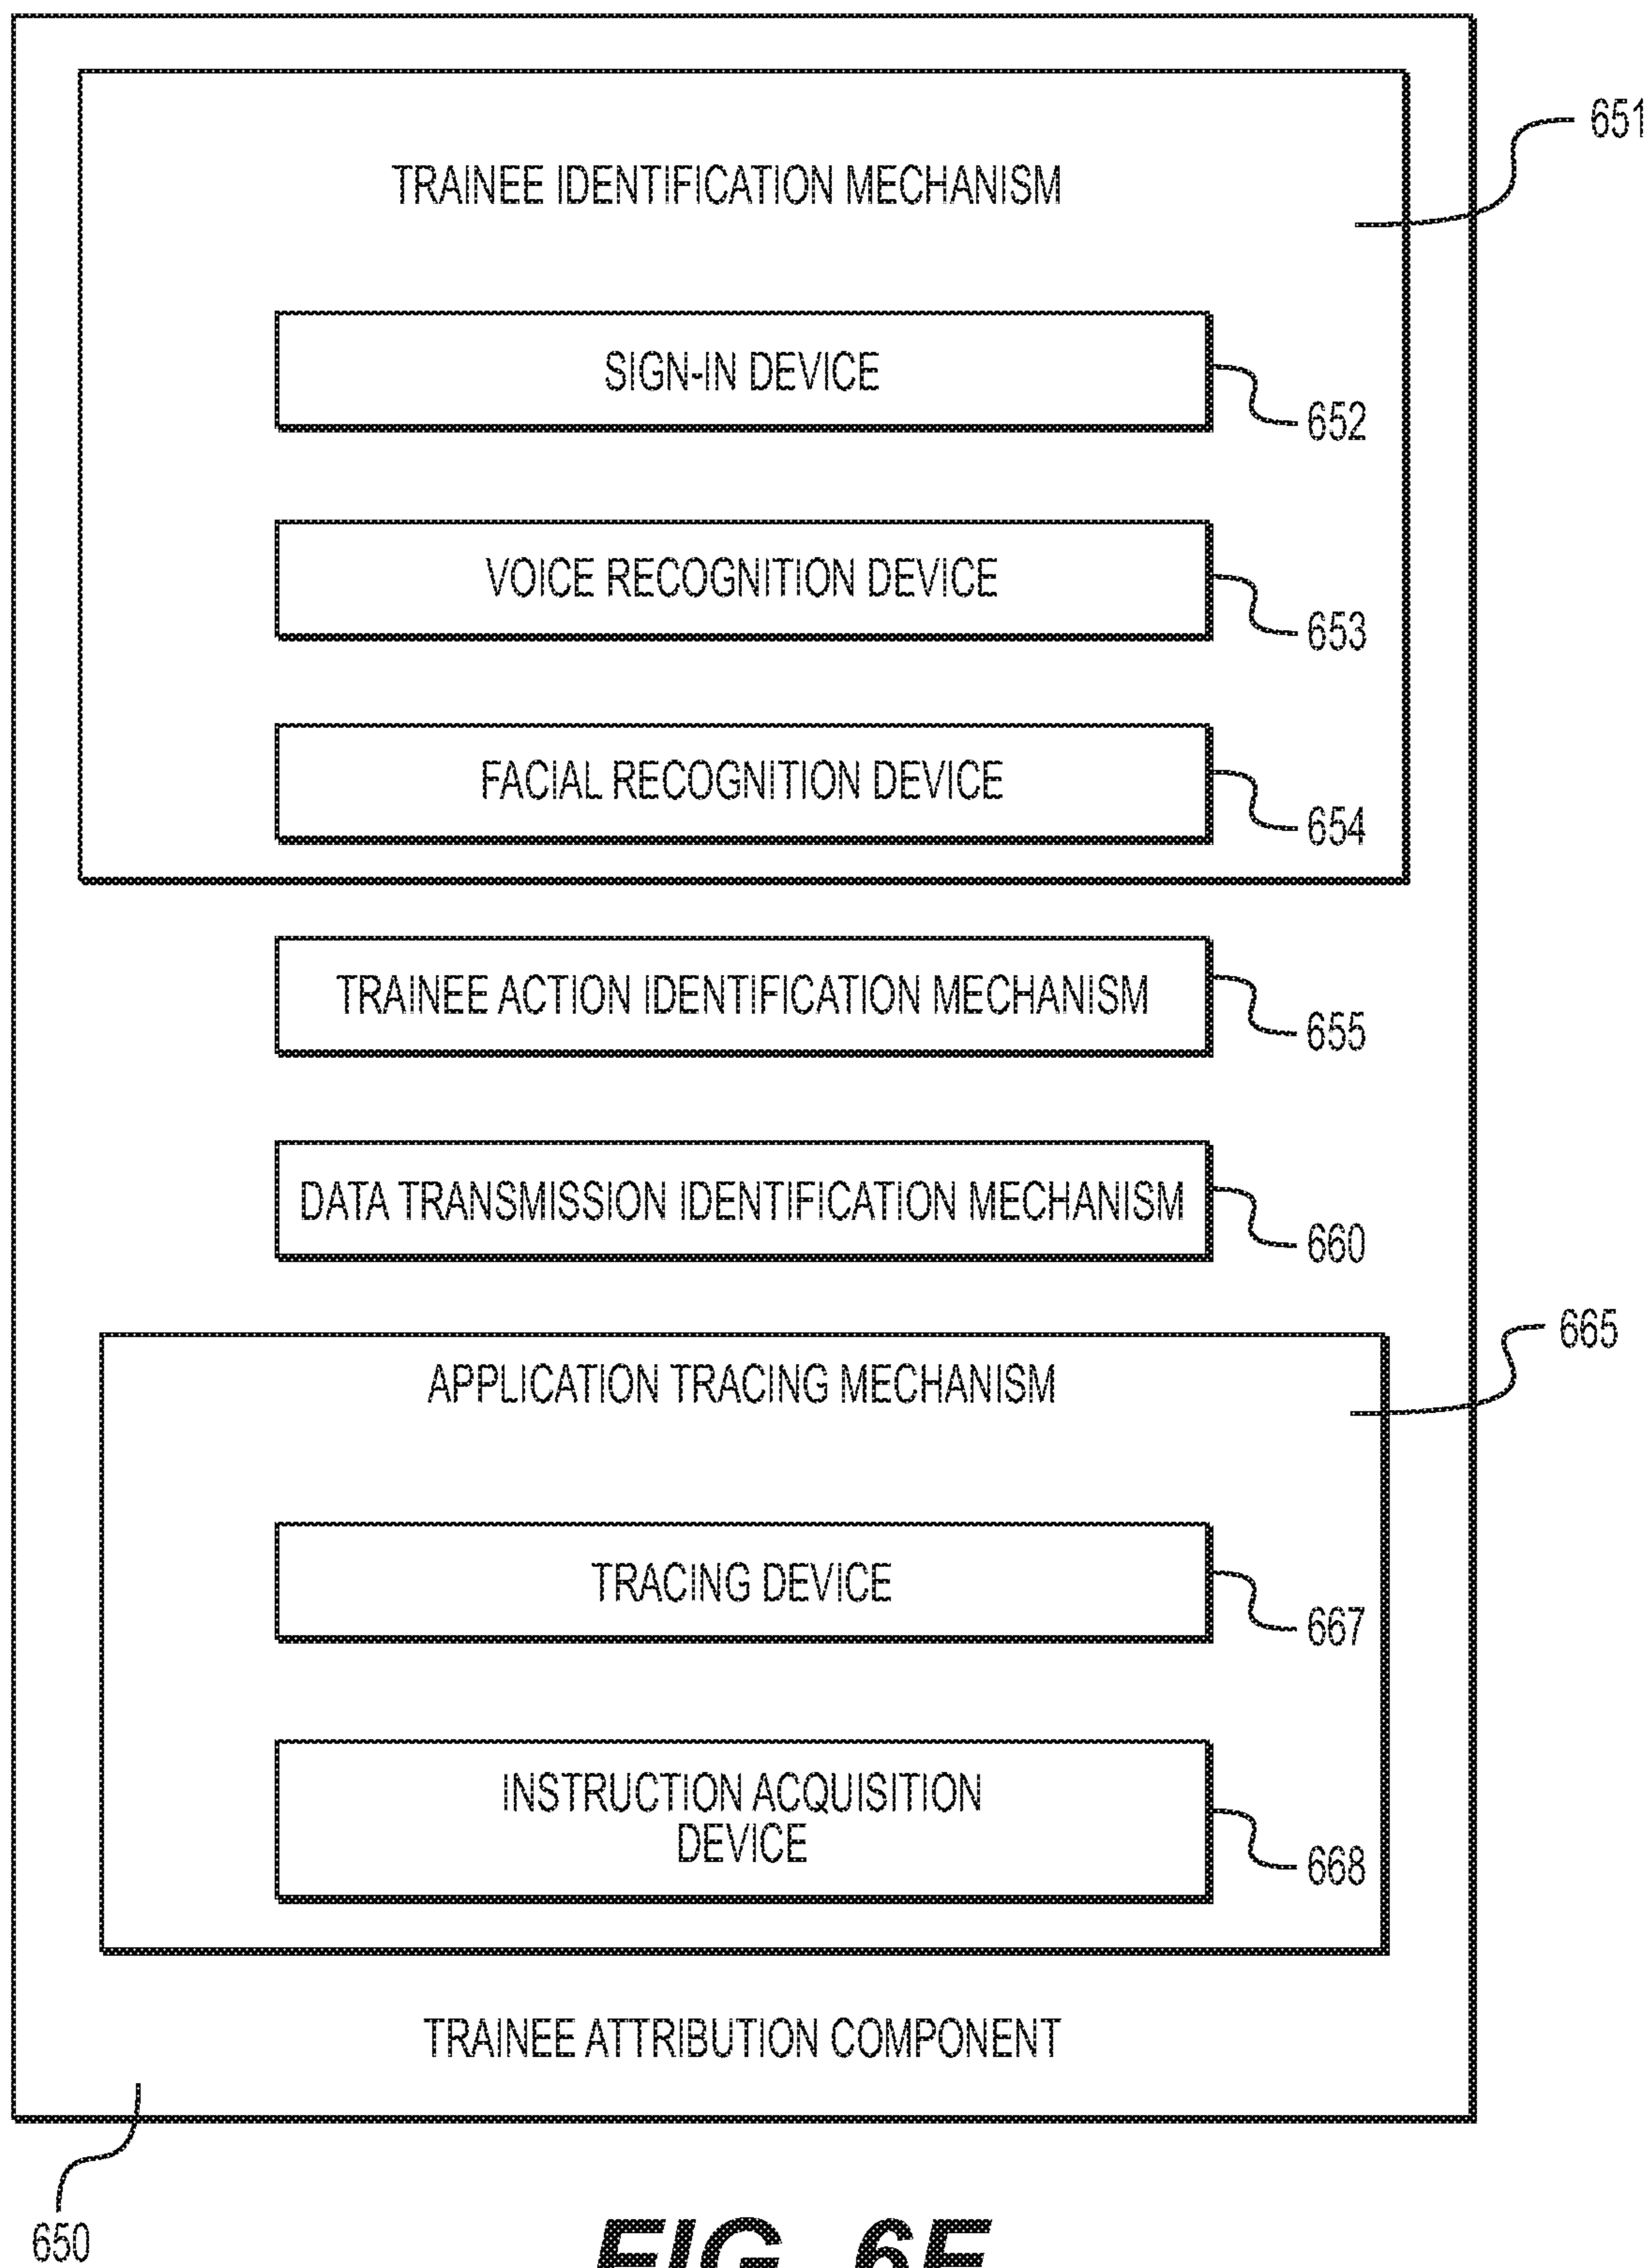 651
TRAINEE IDENTIFICATION MECHANISM
SIGN-IN DEVICE
652
VOICE RECOGNITION DEVICE
653
FACIAL RECOGNITION DEVICE
654
TRAINEE ACTION IDENTIFICATION MECHANISM
655
DATA TRANSMISSION IDENTIFICATION MECHANISM
660
665
APPLICATION TRACING MECHANISM
TRACING DEVICE
667
INSTRUCTION ACQUISITION
DEVICE
668
TRAINEE ATTRIBUTION COMPONENT
650
FIG.